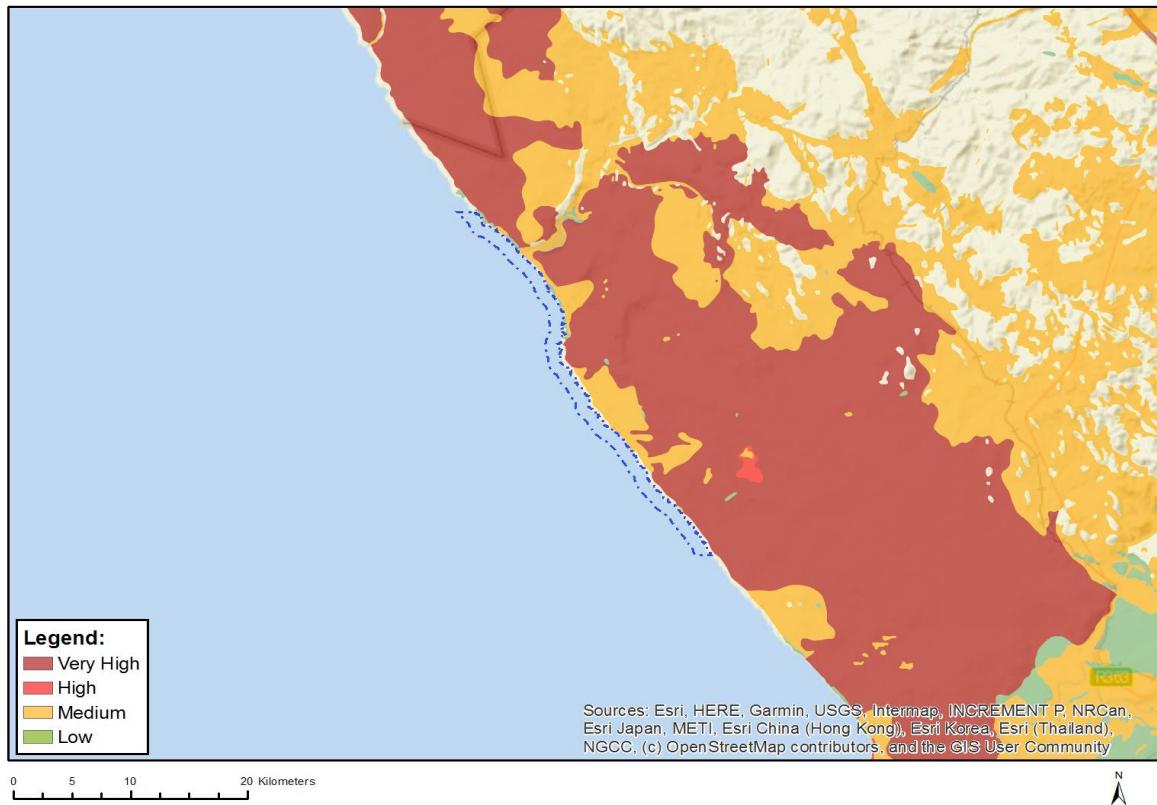 Legend:
Very High
High
Medium
Low
R363
Sources: Esri, HERE, Garmin, USGS, Intermap, INCREMENT P, NRCan,
Esri Japan, METI, Esri China (Hong Kong), Esri Korea, Esri (Thailand),
NGCC, (c) OpenStreetMap contributors, and the GIS User Community
0 5 10 20 Kilometers
N